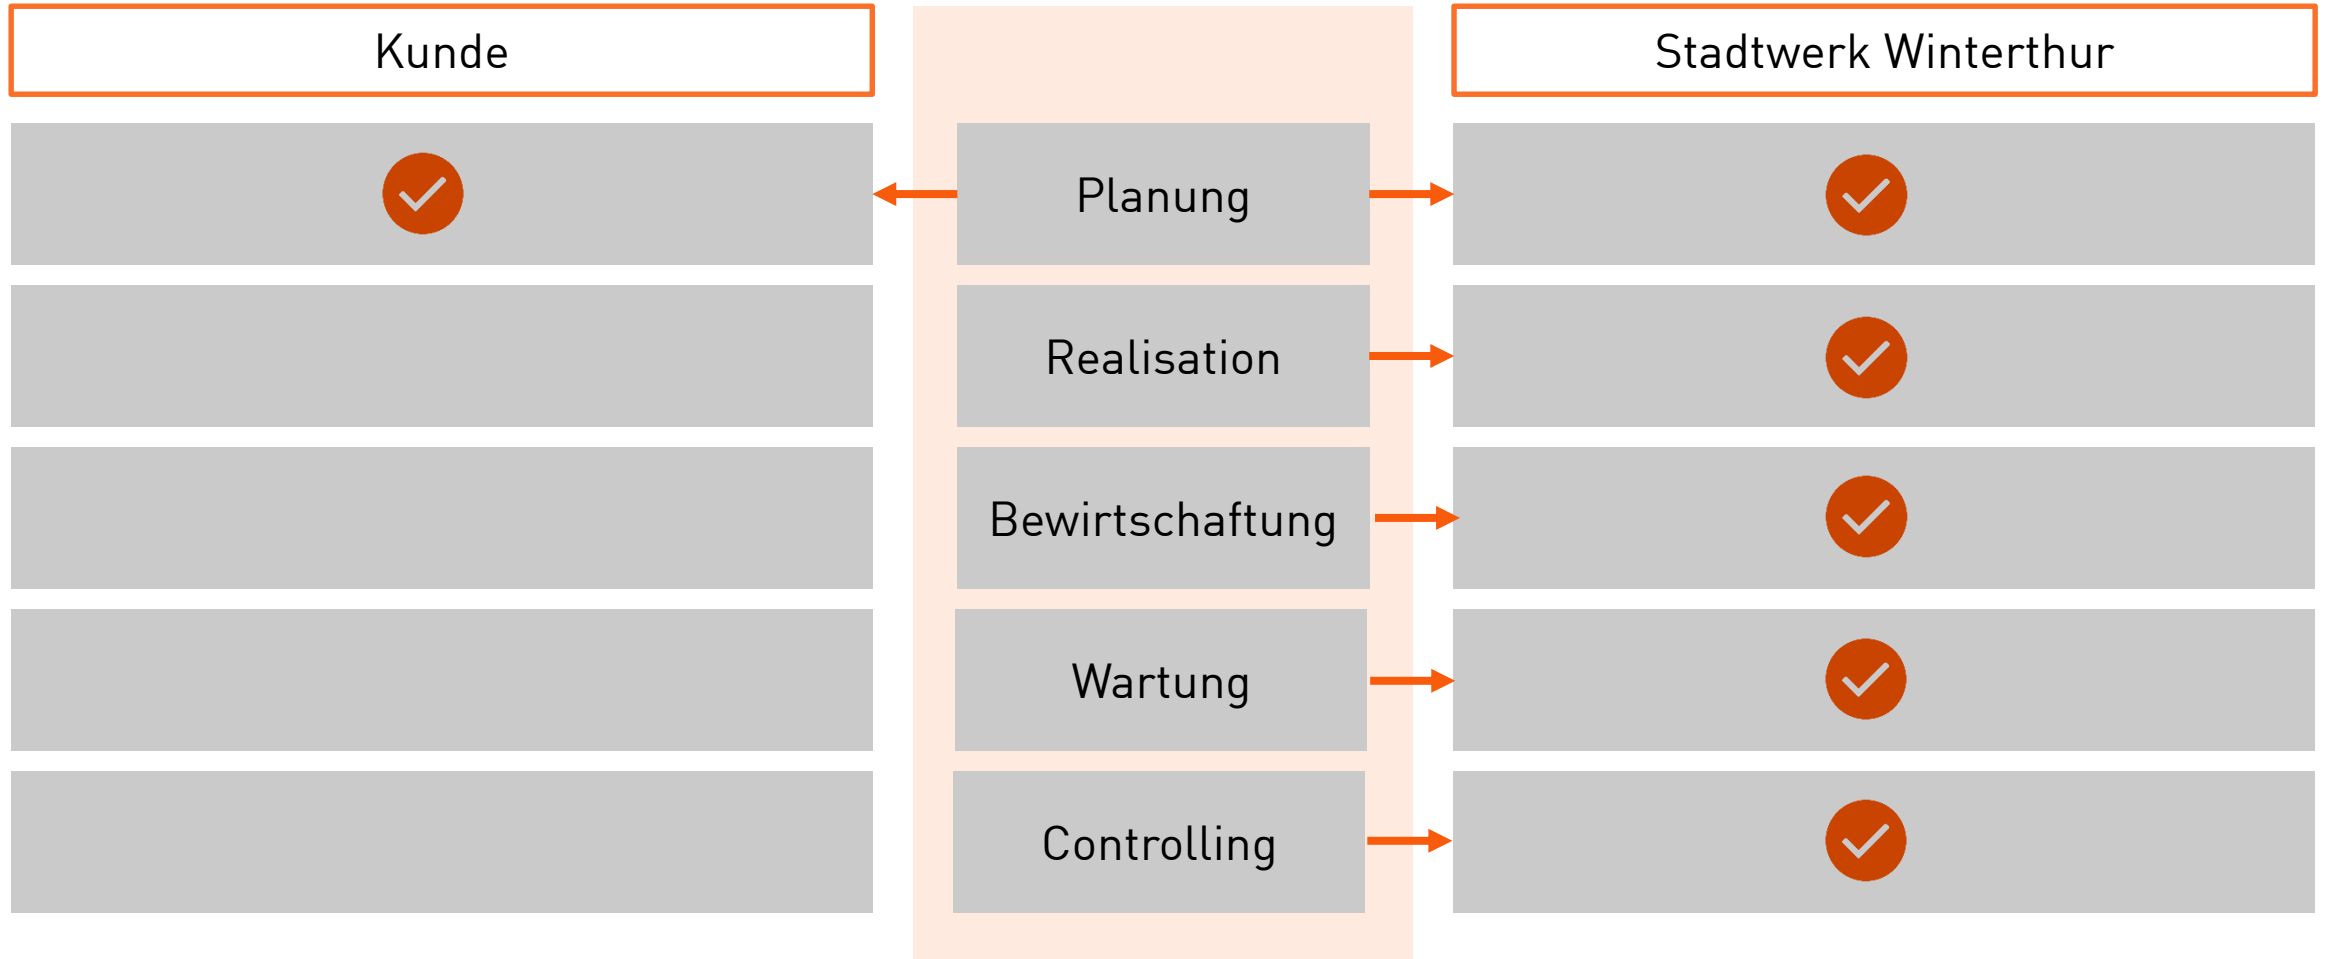 Kunde
Stadtwerk Winterthur
Planung
Realisation
Bewirtschaftung
Wartung
Controlling